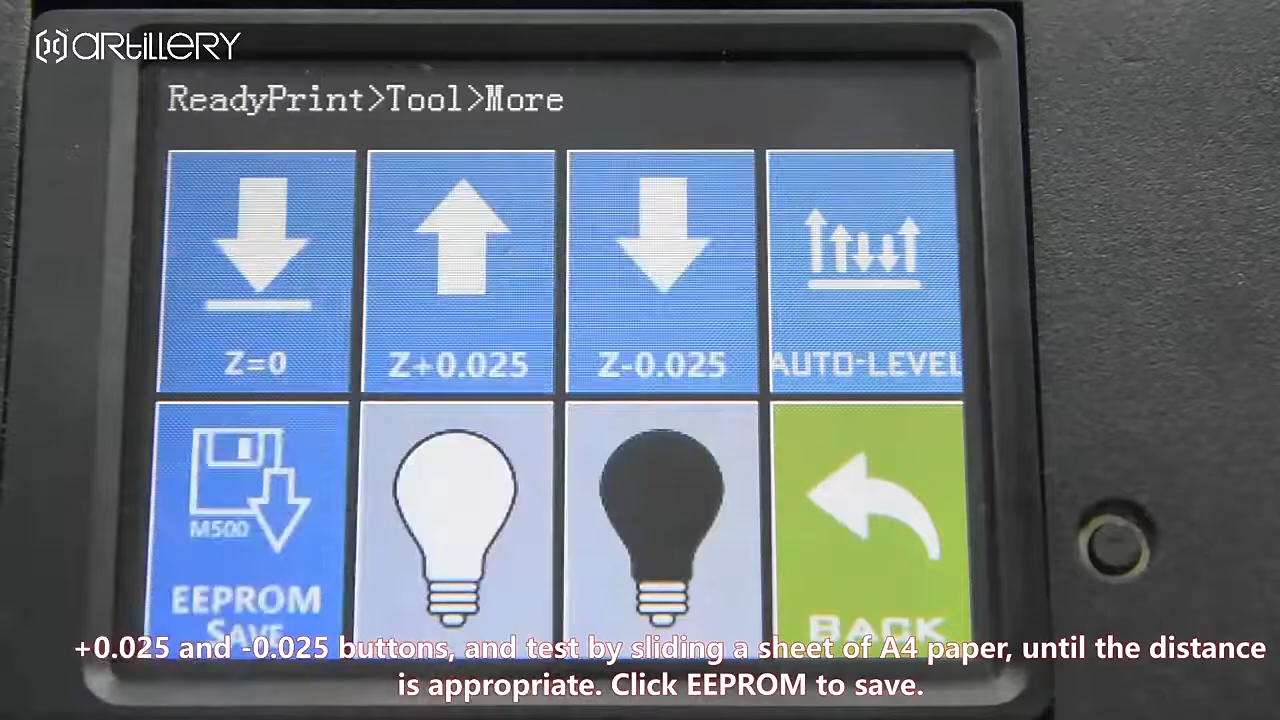 ARTILLERY
ReadyPrint>Tool>More
Z=0
Z+0.025
Z-0.025
AUTO-LEVEL
M500
EEPROM
SAVE
BACK
+0.025 and -0.025 buttons, and test by sliding a sheet of A4 paper, until the distance
is appropriate. Click EEPROM to save.